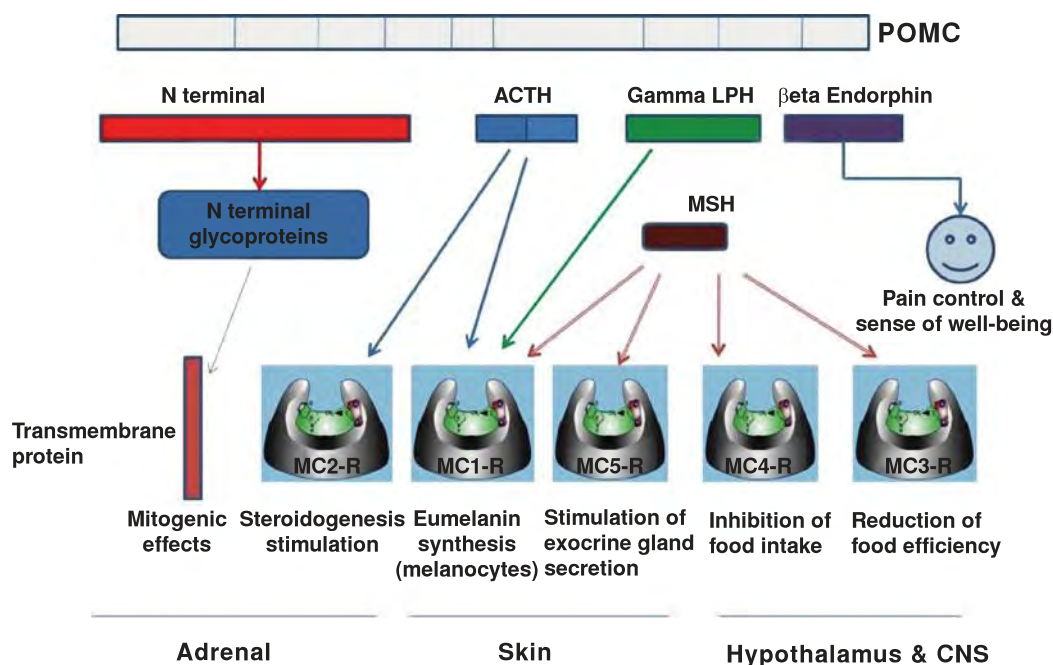 POMC
N terminal
ACTH
Gamma LPH
βeta Endorphin
N terminal
glycoproteins
MSH
Pain control &
sense of well-being
Transmembrane
protein
MC2-R
MC1-R
MC5-R
MC4-R
MC3-R
Mitogenic
effects
Steroidogenesis
stimulation
Eumelanin
synthesis
(melanocytes)
Stimulation of
exocrine gland
secretion
Inhibition of
food intake
Reduction of
food efficiency
Adrenal
Skin
Hypothalamus & CNS